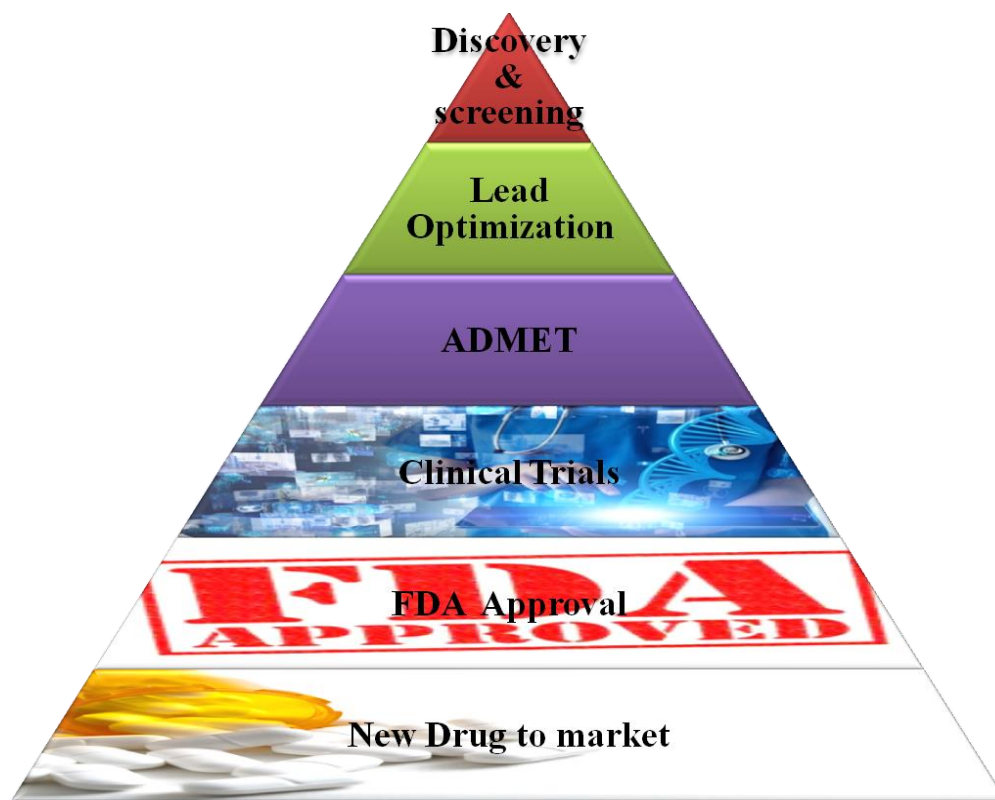 Discovery
&
screening
Lead
Optimization
ADMET
Clinical Trials
FDA
APPROVED
FDA Approval
New Drug to market